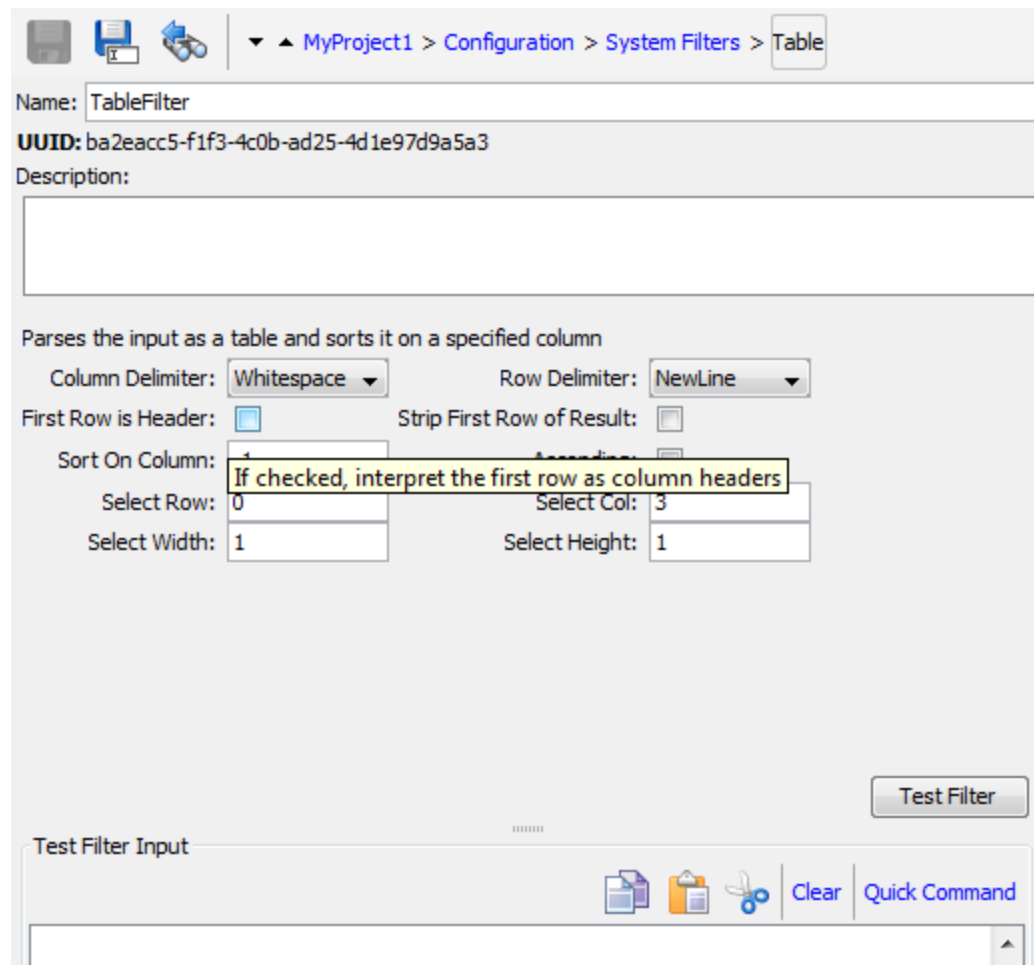 MyProject1 > Configuration > System Filters > Table
Name: TableFilter
UUID: ba2eacc5-f1f3-4c0b-ad25-4d1e97d9a5a3
Description:
Parses the input as a table and sorts it on a specified column
Column Delimiter: Whitespace Row Delimiter: NewLine
First Row is Header: Strip First Row of Result:
Sort On Column:
If checked, interpret the first row as column headers
Select Row: 0 Select Col: 3
Select Width: 1 Select Height: 1
Test Filter
Test Filter Input
Clear Quick Command